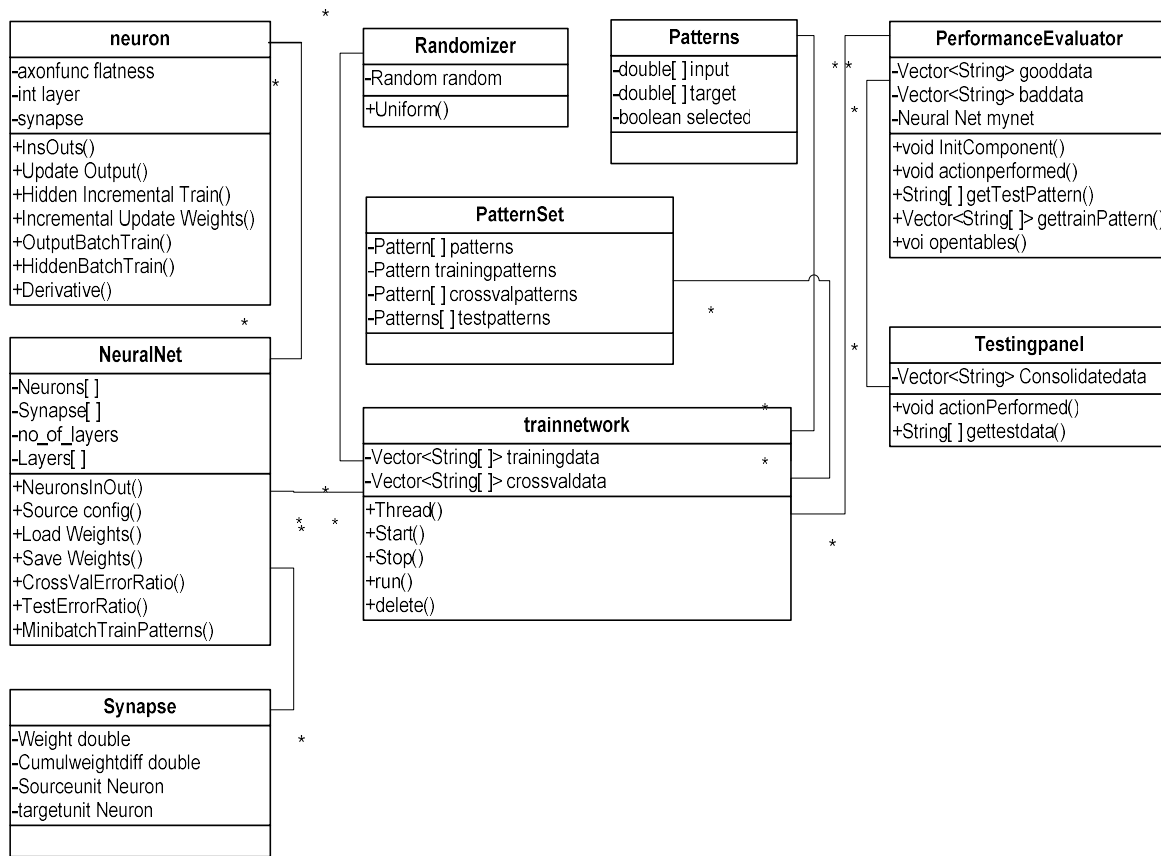 neuron
-axonfunc flatness
-int layer
-synapse
+InsOuts()
+Update Output()
+Hidden Incremental Train()
+Incremental Update Weights()
+OutputBatchTrain()
+HiddenBatchTrain()
+Derivative()
*
*
*
Randomizer
-Random random
+Uniform()
Patterns
-double[ ] input
-double[ ] target
-boolean selected
* *
*
*
PerformanceEvaluator
-Vector<String> gooddata
-Vector<String> baddata
-Neural Net mynet
+void InitComponent()
+void actionperformed()
+String[ ] getTestPattern()
+Vector<String[ ]> gettrainPattern()
+voi opentables()
PatternSet
-Pattern[ ] patterns
-Pattern trainingpatterns
-Pattern[ ] crossvalpatterns
-Patterns[ ] testpatterns
*
Testingpanel
-Vector<String> Consolidatedata
+void actionPerformed()
+String[ ] gettestdata()
NeuralNet
-Neurons[ ]
-Synapse[ ]
-no_of_layers
-Layers[ ]
+NeuronsInOut()
+Source config()
+Load Weights()
+Save Weights()
+CrossValErrorRatio()
+TestErrorRatio()
+MinibatchTrainPatterns()
*
*
*
*
trainnetwork
-Vector<String[ ]> trainingdata
-Vector<String[ ]> crossvaldata
+Thread()
+Start()
+Stop()
+run()
+delete()
*
*
*
Synapse
-Weight double
-Cumulweightdiff double
-Sourceunit Neuron
-targetunit Neuron
*